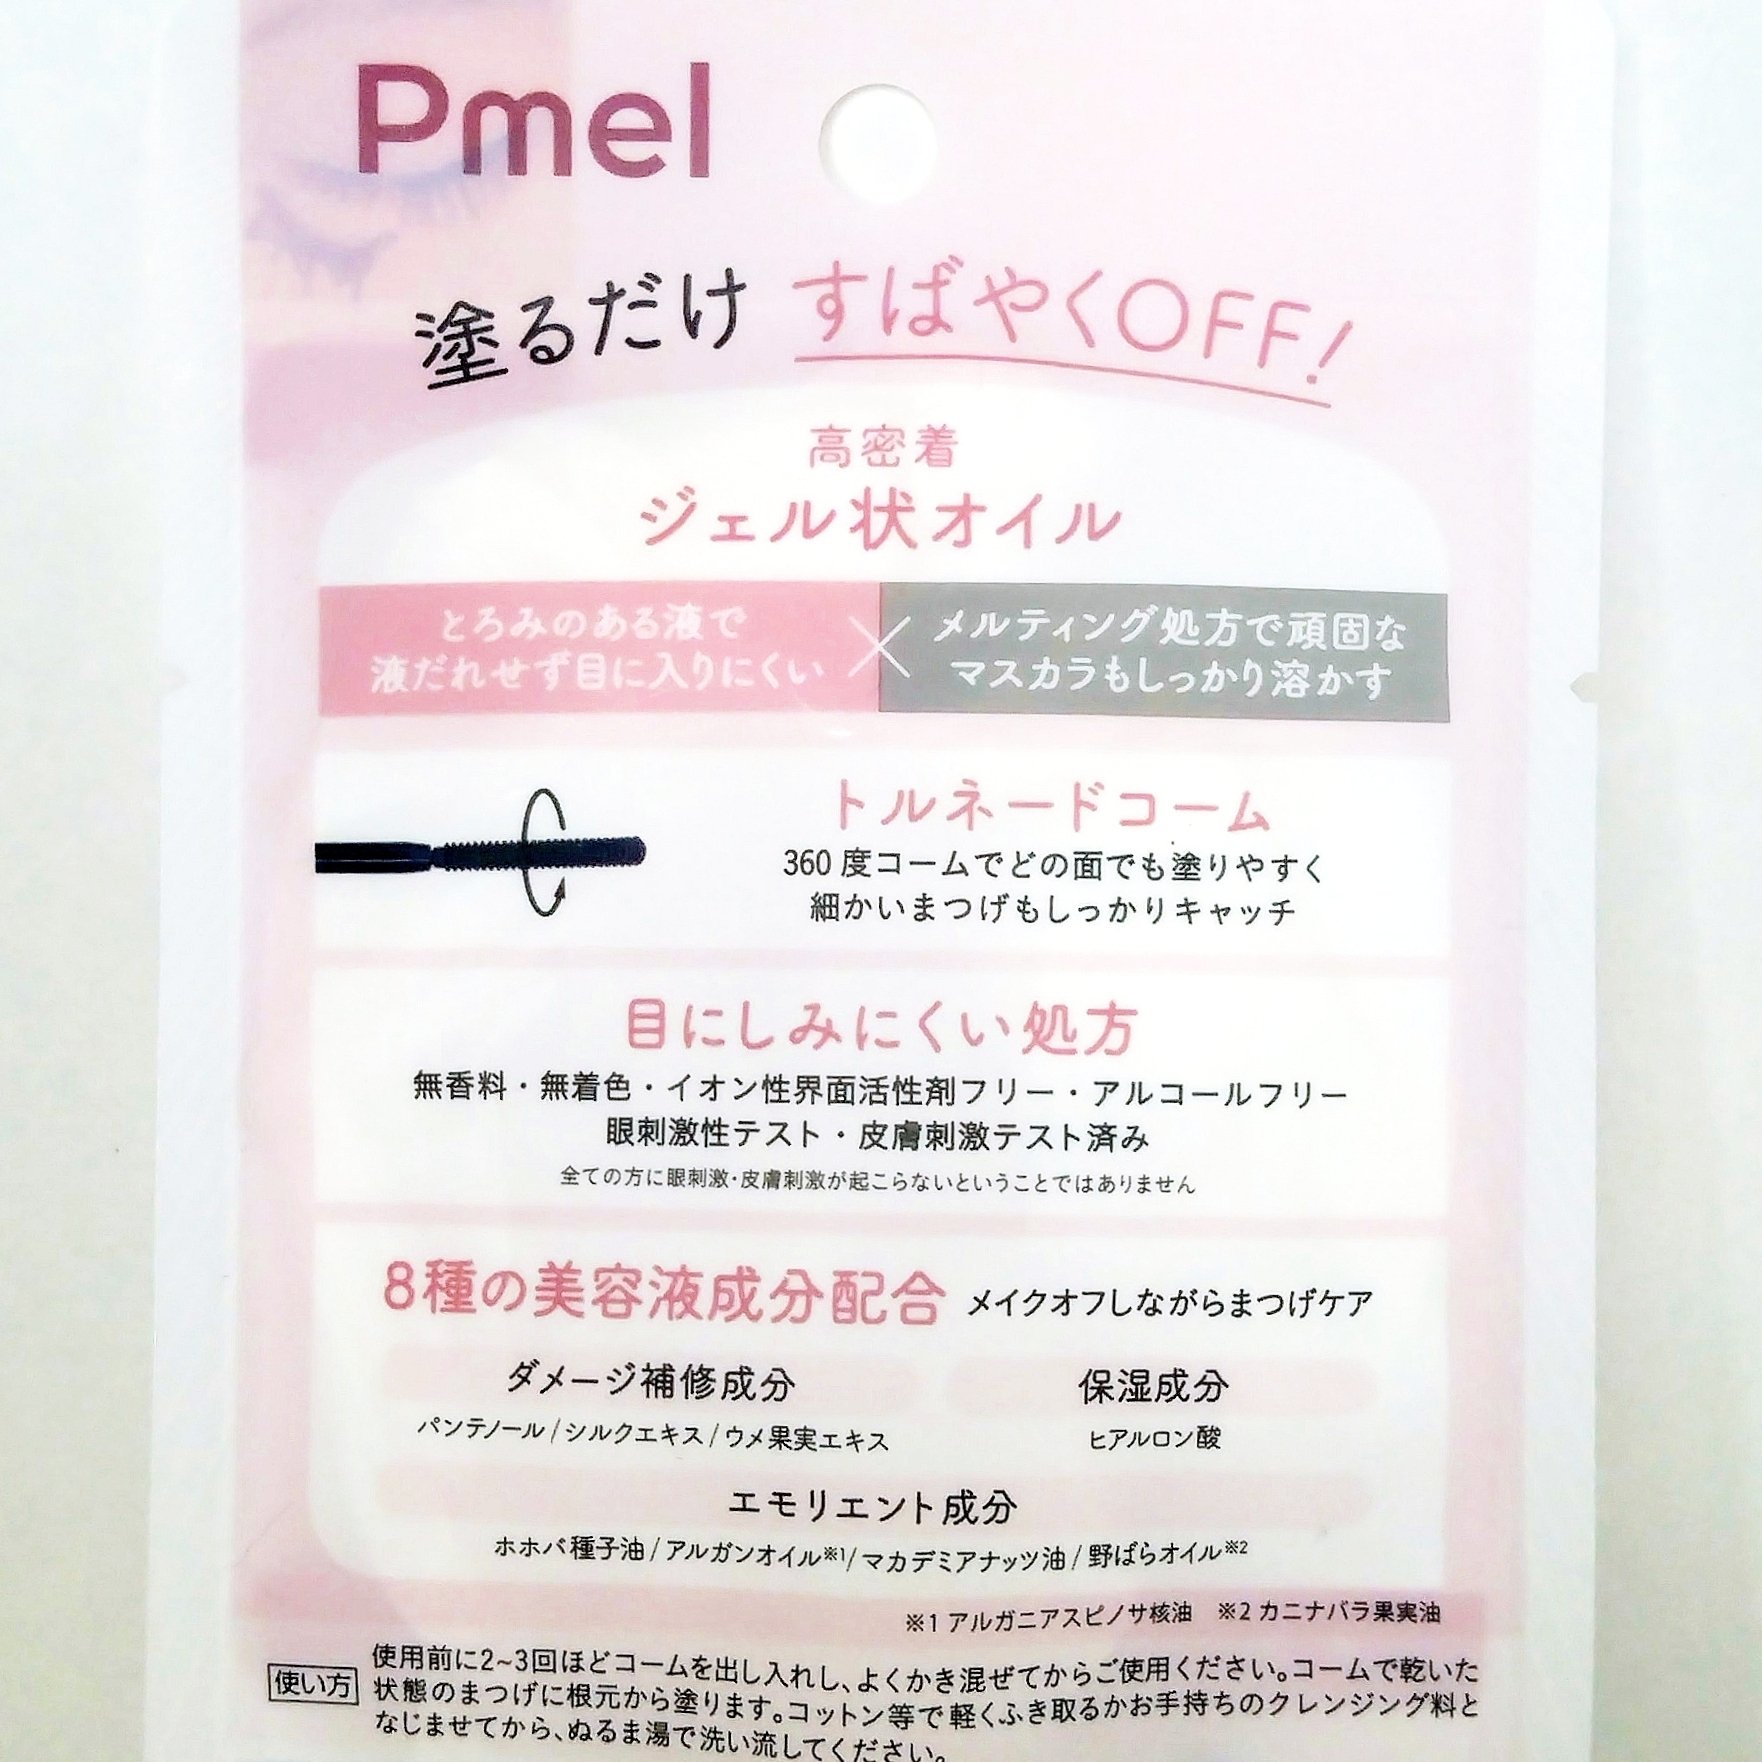 Pmel
塗るだけ すばやくOFF!
高密着
ジェル状オイル
とろみのある液で
液だれせず目に入りにくい
×
メルティング処方で頑固な
マスカラもしっかり溶かす
トルネードコーム
360度コームでどの面でも塗りやすく
細かいまつげもしっかりキャッチ
目にしみにくい処方
無香料・無着色・イオン性界面活性剤フリー・アルコールフリー
眼刺激性テスト・皮膚刺激テスト済み
全ての方に眼刺激・皮膚刺激が起こらないということではありません
8種の美容液成分配合 メイクオフしながらまつげケア
ダメージ補修成分
パンテノール/シルクエキス/ウメ果実エキス
保湿成分
ヒアルロン酸
エモリエント成分
ホホバ種子油/アルガンオイル※1/マカデミアナッツ油/野ばらオイル※2
※1 アルガニアスピノサ核油 ※2 カニナバラ果実油
使い方
使用前に2~3回ほどコームを出し入れし、よくかき混ぜてからご使用ください。コームで乾いた
状態のまつげに根元から塗ります。コットン等で軽くふき取るかお手持ちのクレンジング料と
なじませてから、ぬるま湯で洗い流してください。